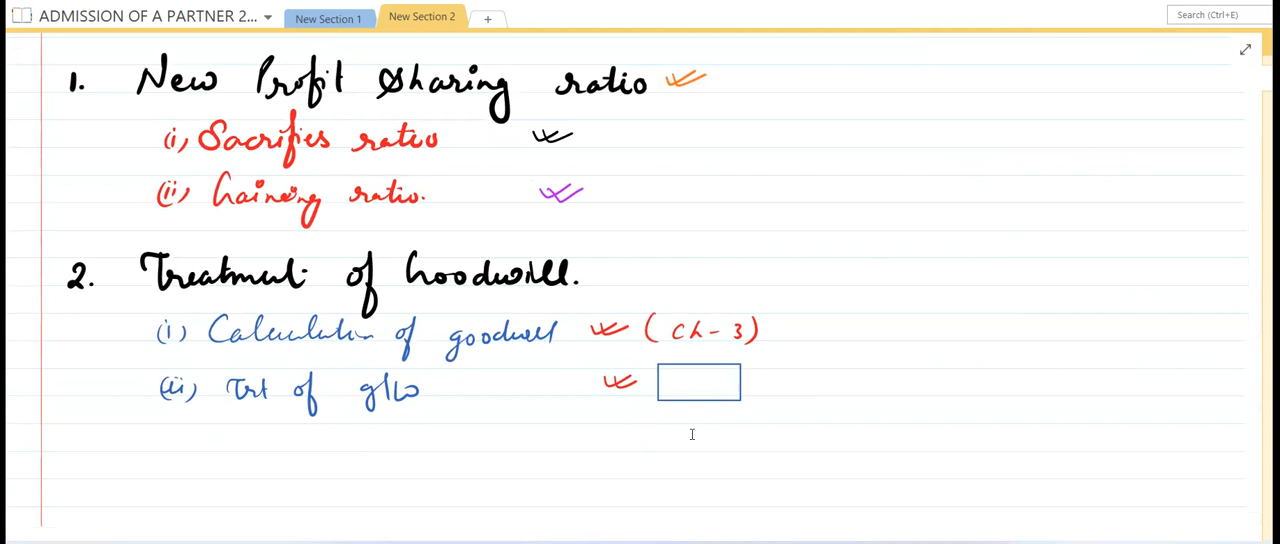 ADMISSION OF A PARTNER 2...
New Section 1
New Section 2
+
Search (Ctrl+E)
1. New Profit Sharing ratio
(i) Sacrifies ratio
(ii) Gaining ratio.
2. Treatment of Goodwill.
(i) Calculation of goodwill (ch-3)
(ii) Trt of g/w